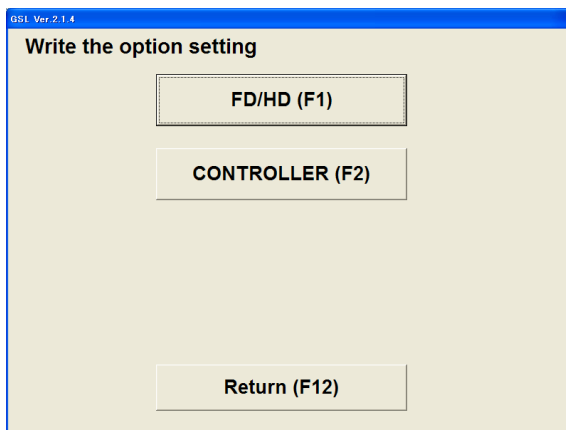 GSL Ver.2.1.4
Write the option setting
FD/HD (F1)
CONTROLLER (F2)
Return (F12)